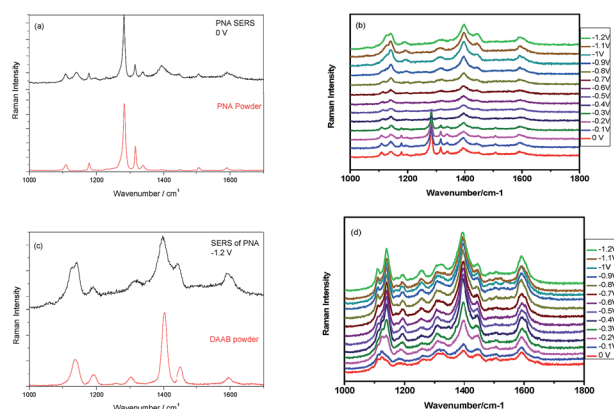 (a)
PNA SERS
0 V
PNA Powder
Raman Intensity
1000 1200 1400 1600
Wavenumber / cm⁻¹
(b)
-1.2V
-1.1V
-1V
-0.9V
-0.8V
-0.7V
-0.6V
-0.5V
-0.4V
-0.3V
-0.2V
-0.1V
0 V
Raman Intensity
1000 1200 1400 1600 1800
Wavenumber/cm-1
(c)
SERS of PNA
-1.2 V
DAAB powder
Raman Intensity
1000 1200 1400 1600
Wavenumber / cm⁻¹
(d)
-1.2V
-1.1V
-1V
-0.9V
-0.8V
-0.7V
-0.6V
-0.5V
-0.4V
-0.3V
-0.2V
-0.1V
0 V
Raman Intensity
1000 1200 1400 1600 1800
Wavenumber/cm-1